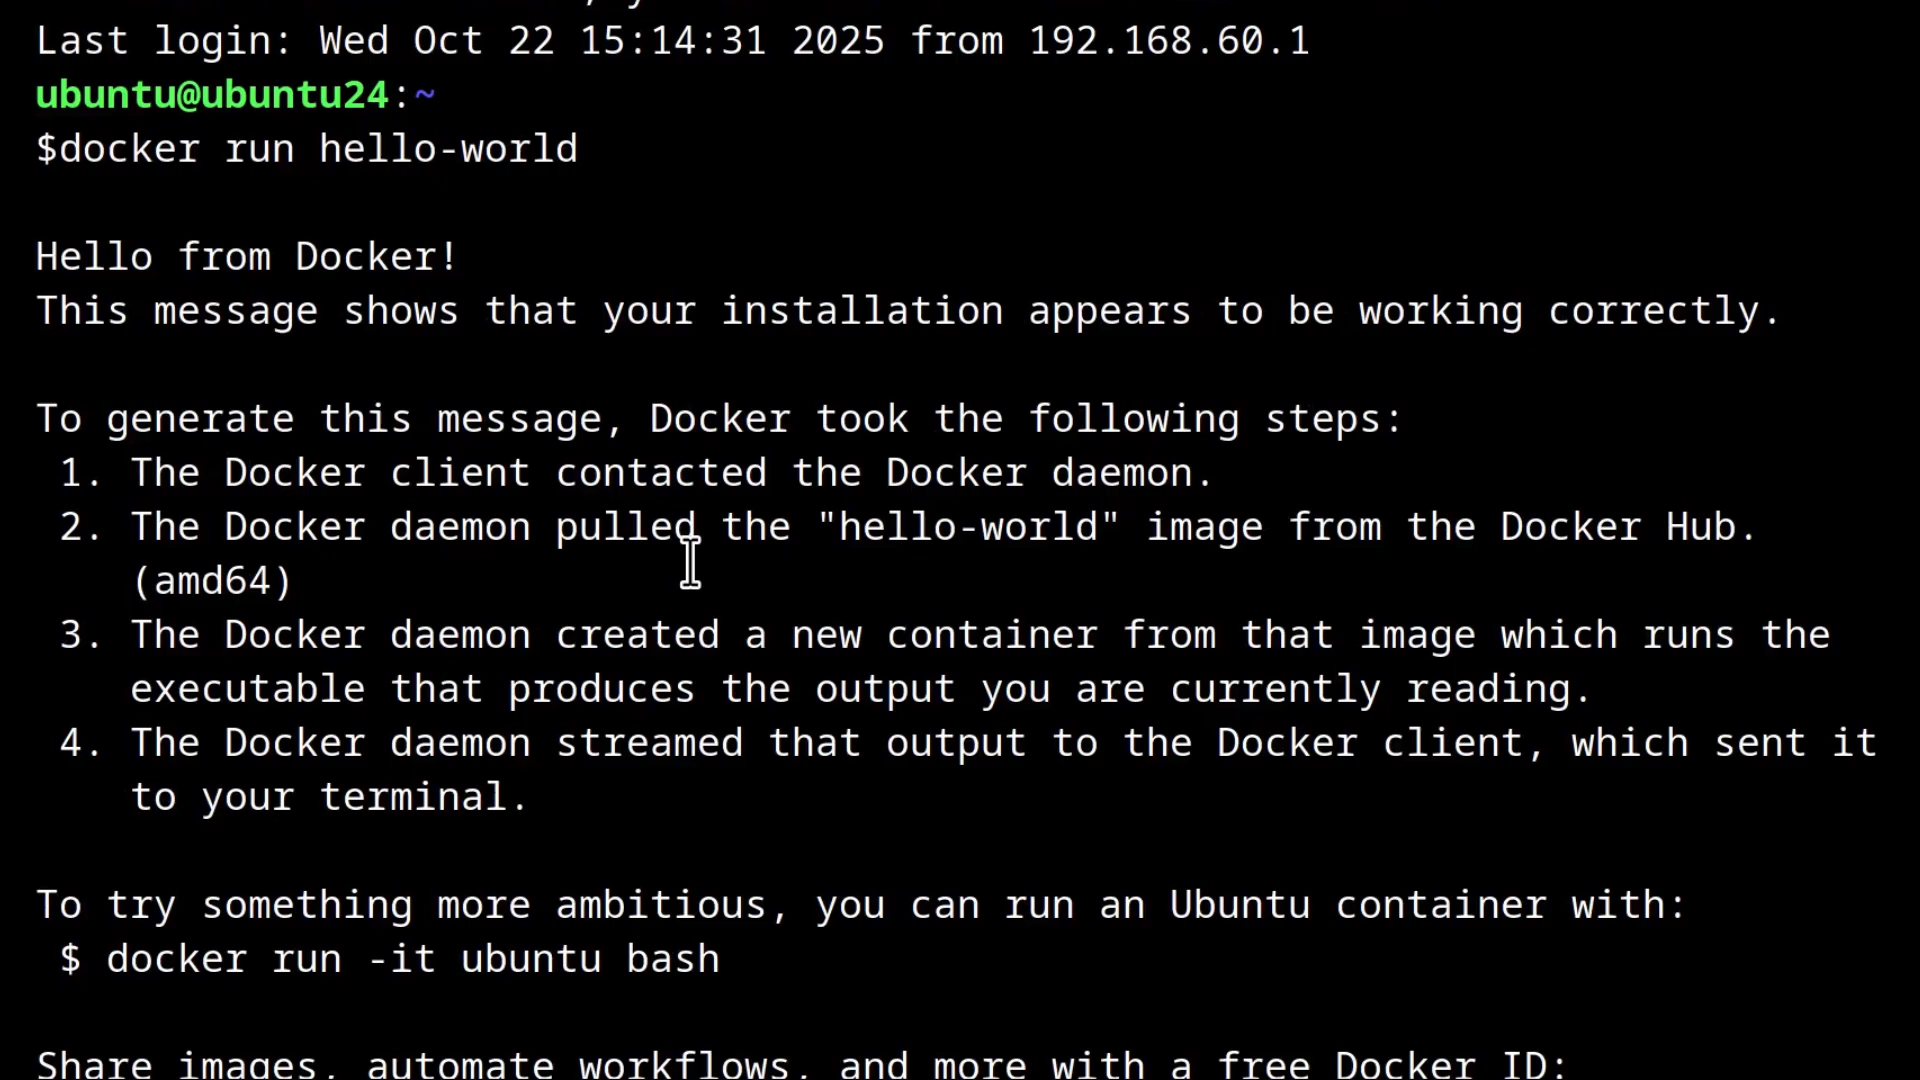 Last login: Wed Oct 22 15:14:31 2025 from 192.168.60.1
ubuntu@ubuntu24:~
$docker run hello-world
Hello from Docker!
This message shows that your installation appears to be working correctly.
To generate this message, Docker took the following steps:
1. The Docker client contacted the Docker daemon.
2. The Docker daemon pulled the "hello-world" image from the Docker Hub.
(amd64)
3. The Docker daemon created a new container from that image which runs the
executable that produces the output you are currently reading.
4. The Docker daemon streamed that output to the Docker client, which sent it
to your terminal.
To try something more ambitious, you can run an Ubuntu container with:
$ docker run -it ubuntu bash
Share images, automate workflows, and more with a free Docker ID: